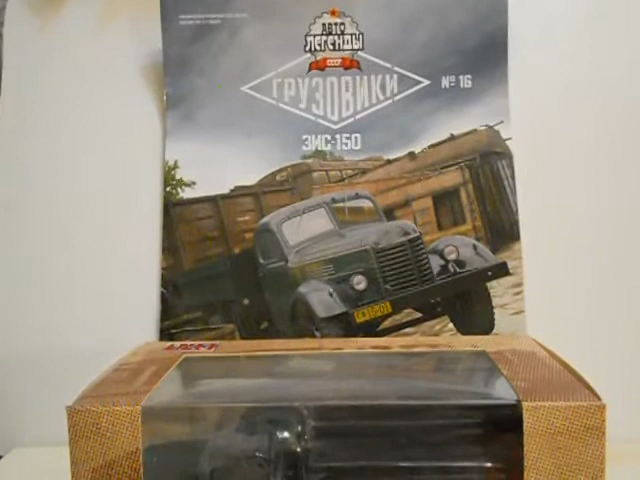 АВТО
ЛЕГЕНДЫ
СССР
ГРУЗОВИКИ
№ 16
ЗИС-150